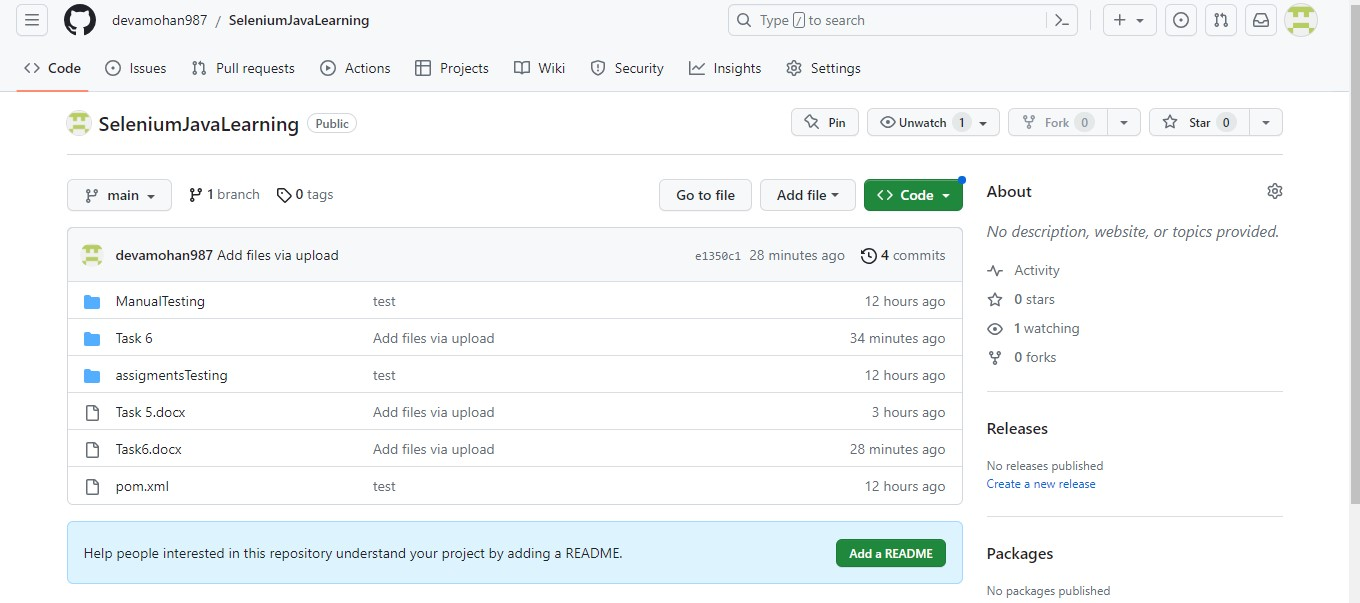 devamohan987 / SeleniumJavaLearning
Type / to search
Code Issues Pull requests Actions Projects Wiki Security Insights Settings
SeleniumJavaLearning Public
Pin Unwatch 1 Fork 0 Star 0
main 1 branch 0 tags
Go to file Add file Code
devamohan987 Add files via upload e1350c1 28 minutes ago 4 commits
ManualTesting test 12 hours ago
Task 6 Add files via upload 34 minutes ago
assigmentsTesting test 12 hours ago
Task 5.docx Add files via upload 3 hours ago
Task6.docx Add files via upload 28 minutes ago
pom.xml test 12 hours ago
Help people interested in this repository understand your project by adding a README. Add a README
About
No description, website, or topics provided.
Activity
0 stars
1 watching
0 forks
Releases
No releases published
Create a new release
Packages
No packages published